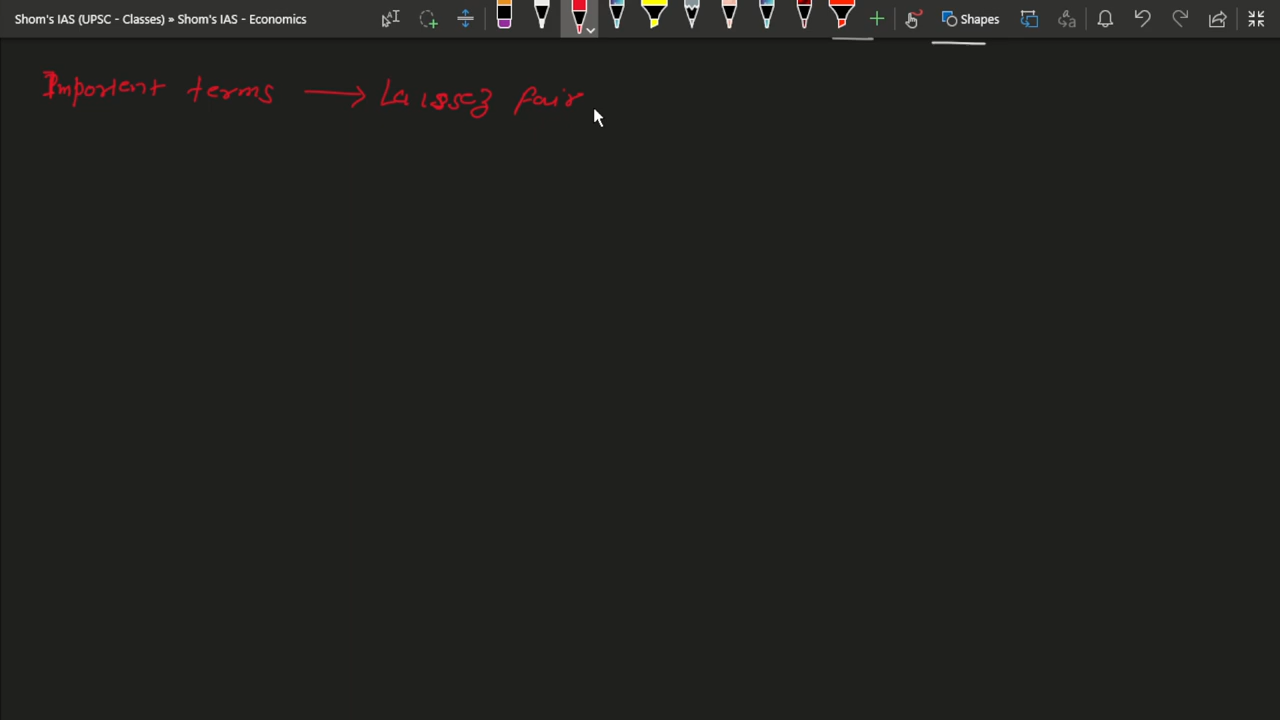 Shom's IAS (UPSC - Classes) » Shom's IAS - Economics
Shapes
Important terms → Laissez fair